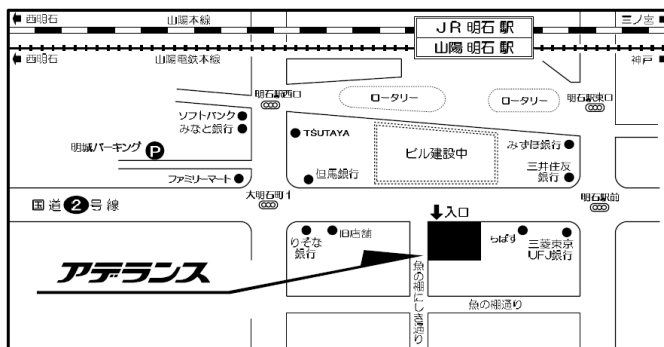 西明石
山陽本線
JR 明石 駅
三ノ宮
山陽 明石 駅
西明石
山陽電鉄本線
神戸
明石駅西口
ロータリー
ロータリー
明石駅東口
ソフトバンク
みなと銀行
TSUTAYA
明誠パーキング
P
ビル建設中
みずほ銀行
三井住友
銀行
ファミリーマート
但馬銀行
大明石町1
国道2号線
明石駅前
入口
りそな
銀行
旧店舗
らぽす
三菱東京
UFJ銀行
アデランス
魚の棚にしき通り
魚の棚通り